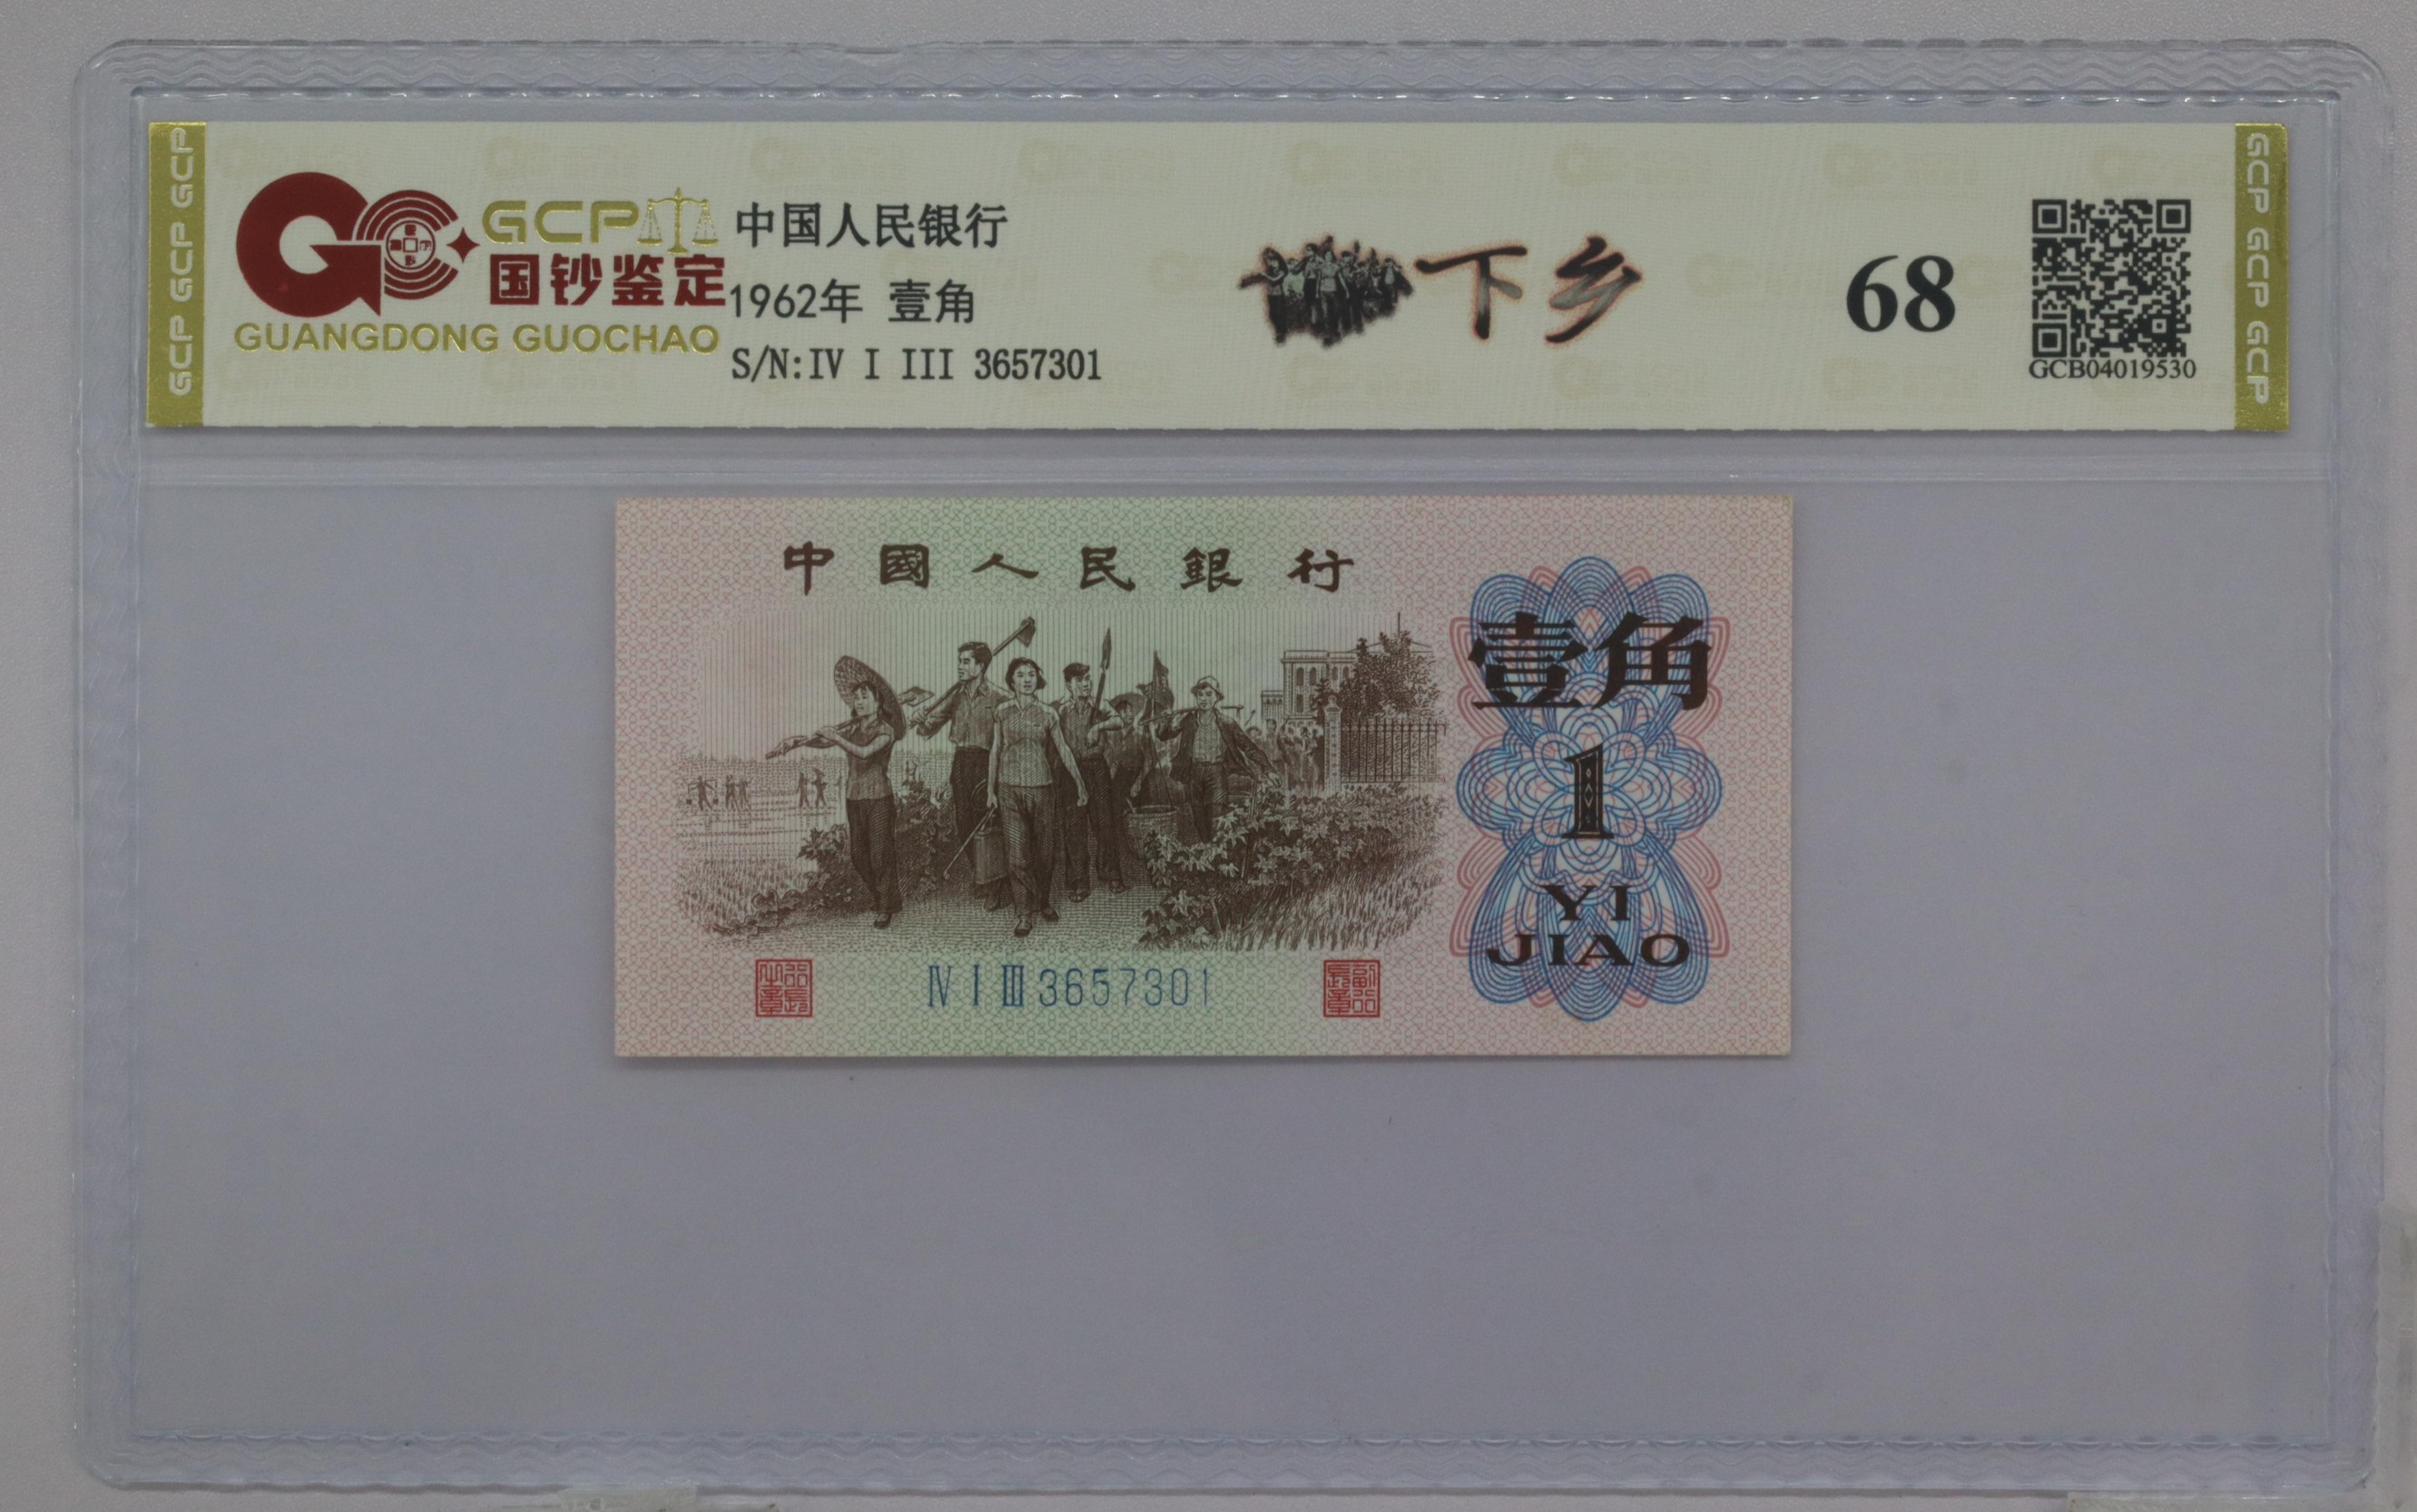 GCP GCP GCP
GCP
国钞鉴定
GUANGDONG GUOCHAO
中国人民银行
1962年 壹角
S/N:IV I III 3657301
下乡
68
GCB04019530
GCP GCP GCP
中國人民銀行
壹角
1
YI
JIAO
Ⅳ Ⅰ Ⅲ 3657301